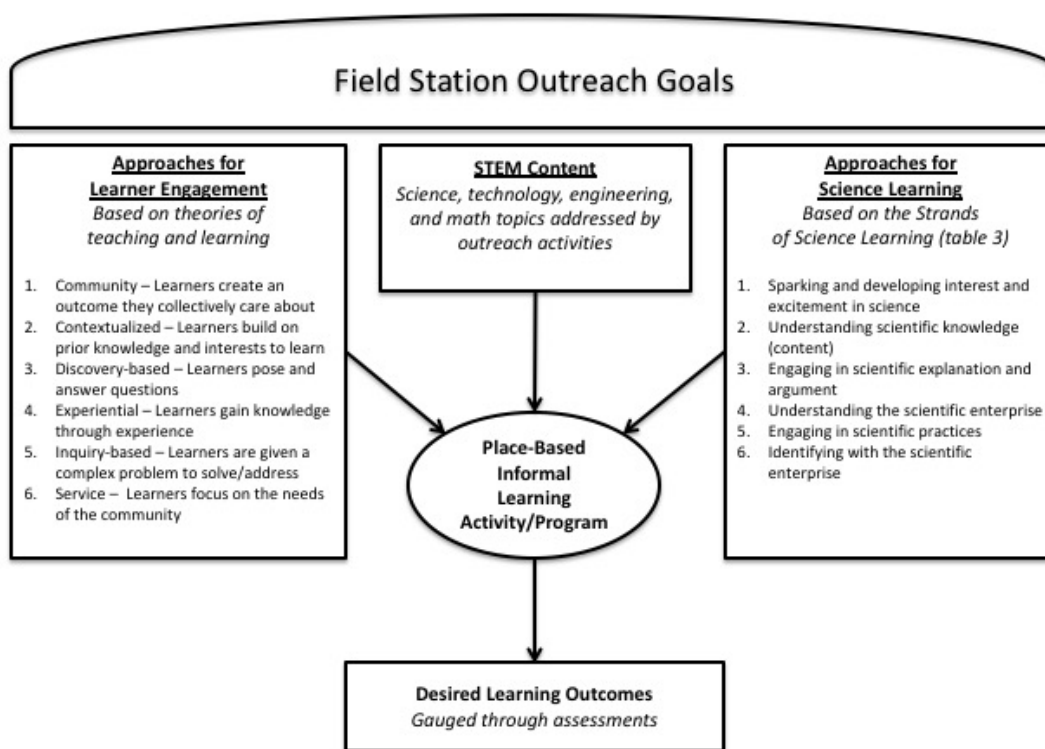 Field Station Outreach Goals
Approaches for
Learner Engagement
Based on theories of
teaching and learning
1. Community – Learners create an
outcome they collectively care about
2. Contextualized – Learners build on
prior knowledge and interests to learn
3. Discovery-based – Learners pose and
answer questions
4. Experiential – Learners gain knowledge
through experience
5. Inquiry-based – Learners are given a
complex problem to solve/address
6. Service – Learners focus on the needs
of the community
STEM Content
Science, technology, engineering,
and math topics addressed by
outreach activities
Approaches for
Science Learning
Based on the Strands
of Science Learning (table 3)
1. Sparking and developing interest and
excitement in science
2. Understanding scientific knowledge
(content)
3. Engaging in scientific explanation and
argument
4. Understanding the scientific enterprise
5. Engaging in scientific practices
6. Identifying with the scientific
enterprise
Place-Based
Informal
Learning
Activity/Program
Desired Learning Outcomes
Gauged through assessments